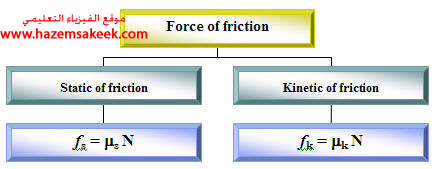 موقع الفيزياء التعليمي
www.hazemsakeek.com
Force of friction
Static of friction
Kinetic of friction
fs = μs N
fk = μk N